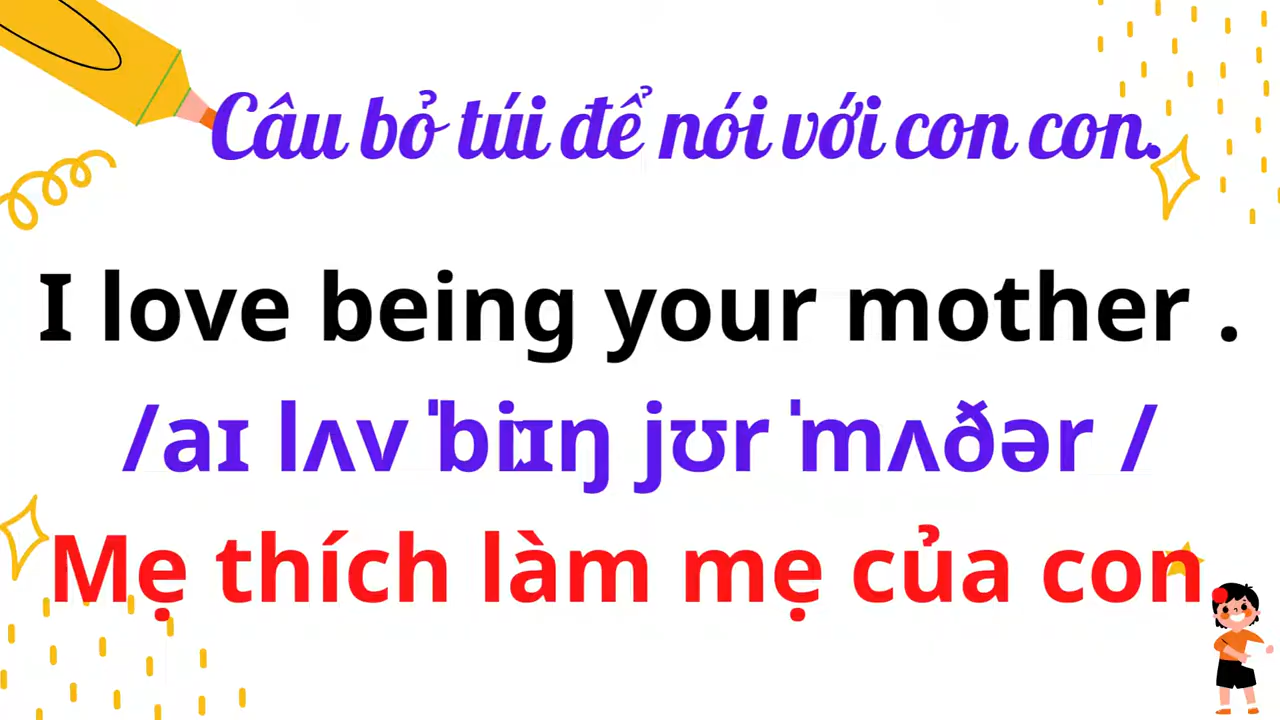 Câu bỏ túi để nói với con con.
I love being your mother .
/aɪ lʌv ˈbiːɪŋ jʊr ˈmʌðər /
Mẹ thích làm mẹ của con